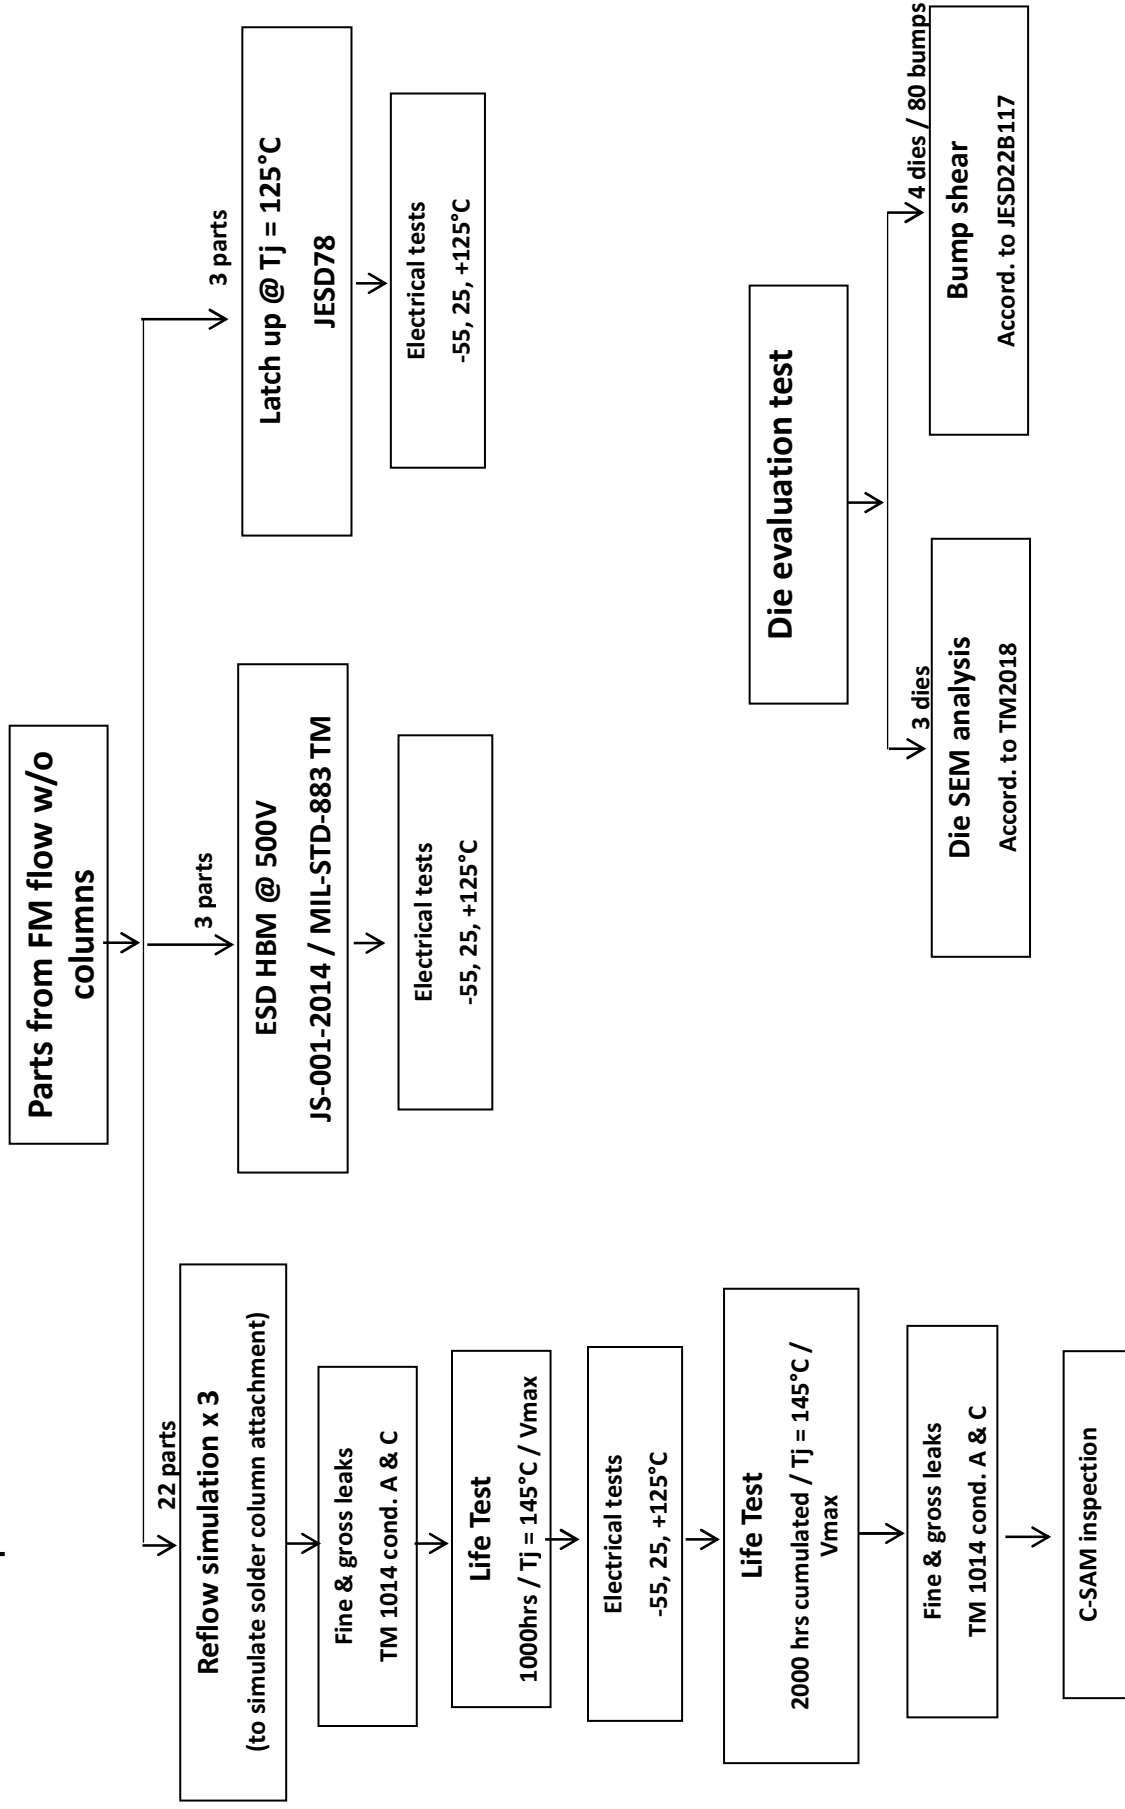 Parts from FM flow w/o
columns
22 parts
Reflow simulation x 3
(to simulate solder column attachment)
Fine & gross leaks
TM 1014 cond. A & C
Life Test
1000hrs / Tj = 145°C / Vmax
Electrical tests
-55, 25, +125°C
Life Test
2000 hrs cumulated / Tj = 145°C /
Vmax
Fine & gross leaks
TM 1014 cond. A & C
C-SAM inspection
3 parts
ESD HBM @ 500V
JS-001-2014 / MIL-STD-883 TM
Electrical tests
-55, 25, +125°C
3 parts
Latch up @ Tj = 125°C
JESD78
Electrical tests
-55, 25, +125°C
Die evaluation test
3 dies
Die SEM analysis
Accord. to TM2018
4 dies / 80 bumps
Bump shear
Accord. to JESD22B117